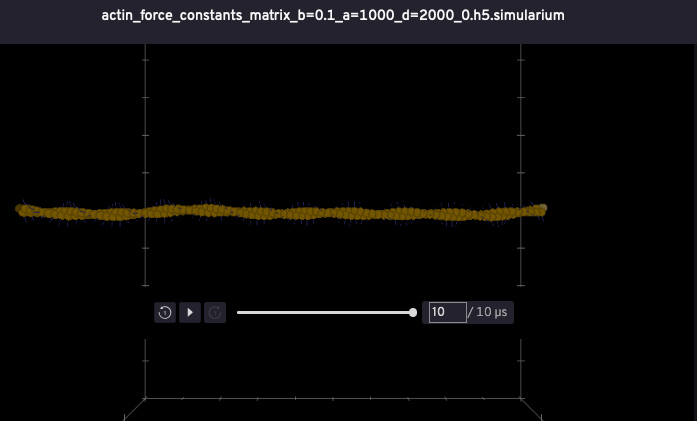 actin_force_constants_matrix_b=0.1_a=1000_d=2000_0.h5.simularium
10 / 10 μs